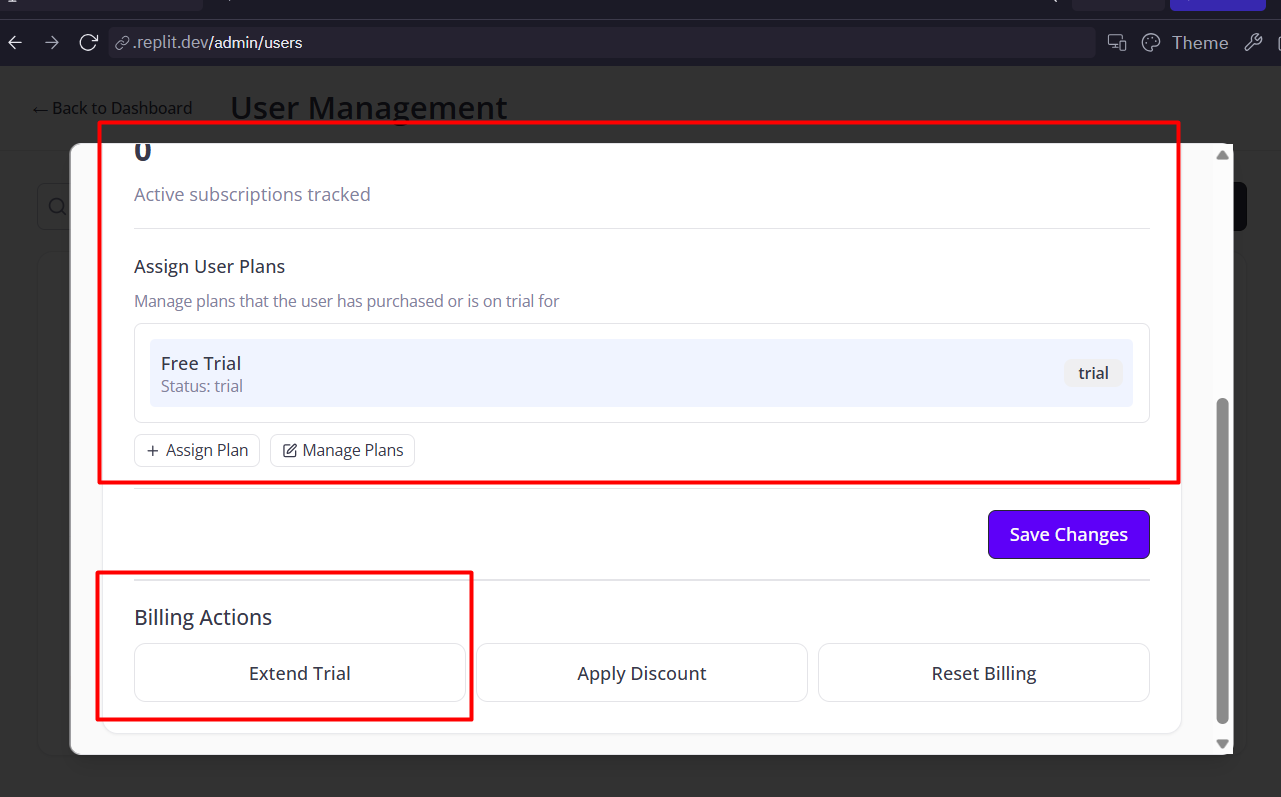 .replit.dev/admin/users
Theme
← Back to Dashboard
User Management
0
Active subscriptions tracked
Assign User Plans
Manage plans that the user has purchased or is on trial for
Free Trial
Status: trial
trial
+ Assign Plan
Manage Plans
Save Changes
Billing Actions
Extend Trial
Apply Discount
Reset Billing